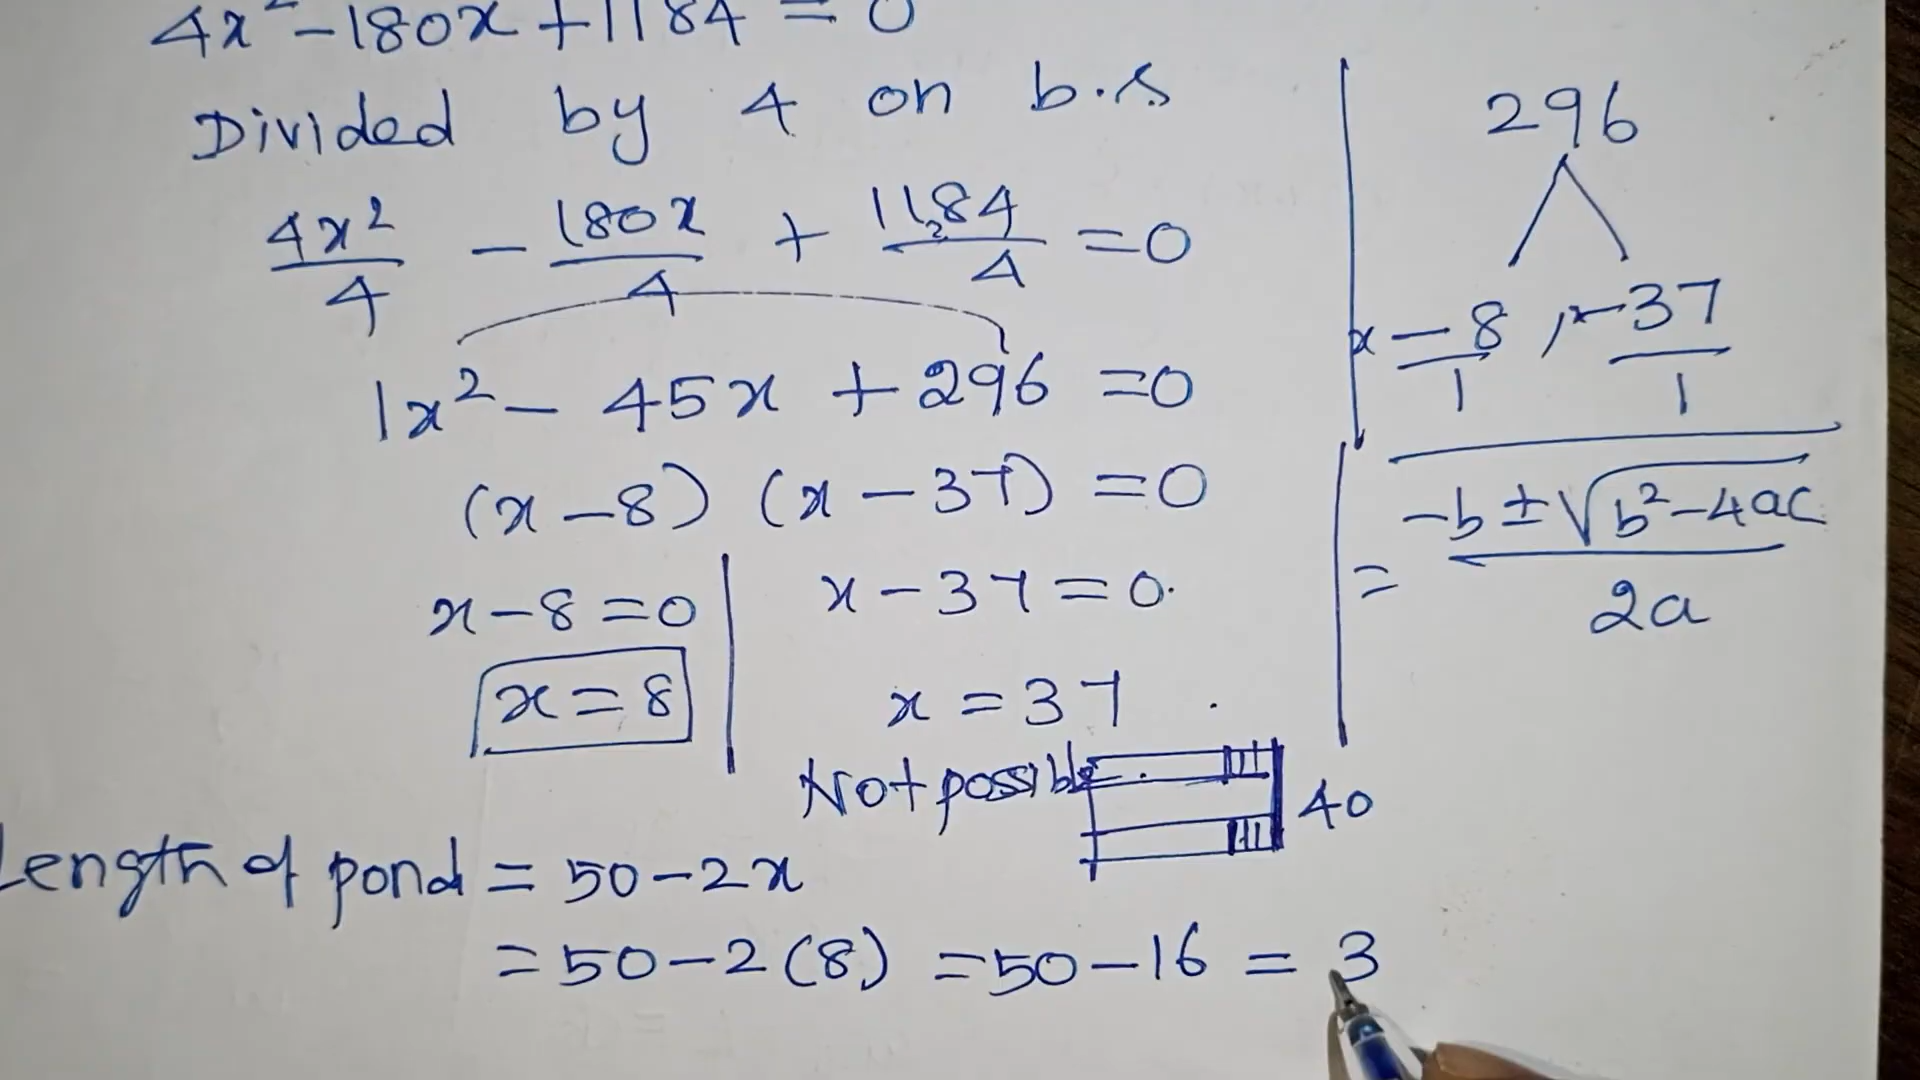 4x² - 180x + 1184 = 0
Divided by 4 on b.s
4x²/4 - 180x/4 + 1184/4 = 0
1x² - 45x + 296 = 0
(x - 8) (x - 37) = 0
x - 8 = 0
x = 8
x - 37 = 0.
x = 37
Not possible.
40
Length of pond = 50 - 2x
= 50 - 2(8) = 50 - 16 = 3
296
x - 8/1, x - 37/1
= -b ± √b² - 4ac / 2a